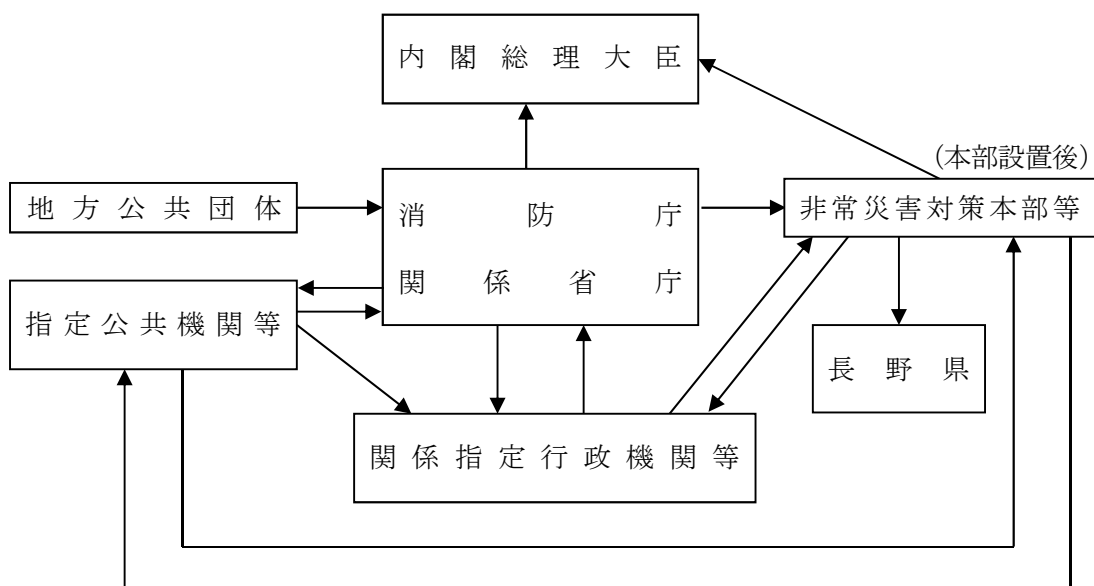 内閣総理大臣
(本部設置後)
地方公共団体
消防庁
関係省庁
非常災害対策本部等
指定公共機関等
長野県
関係指定行政機関等